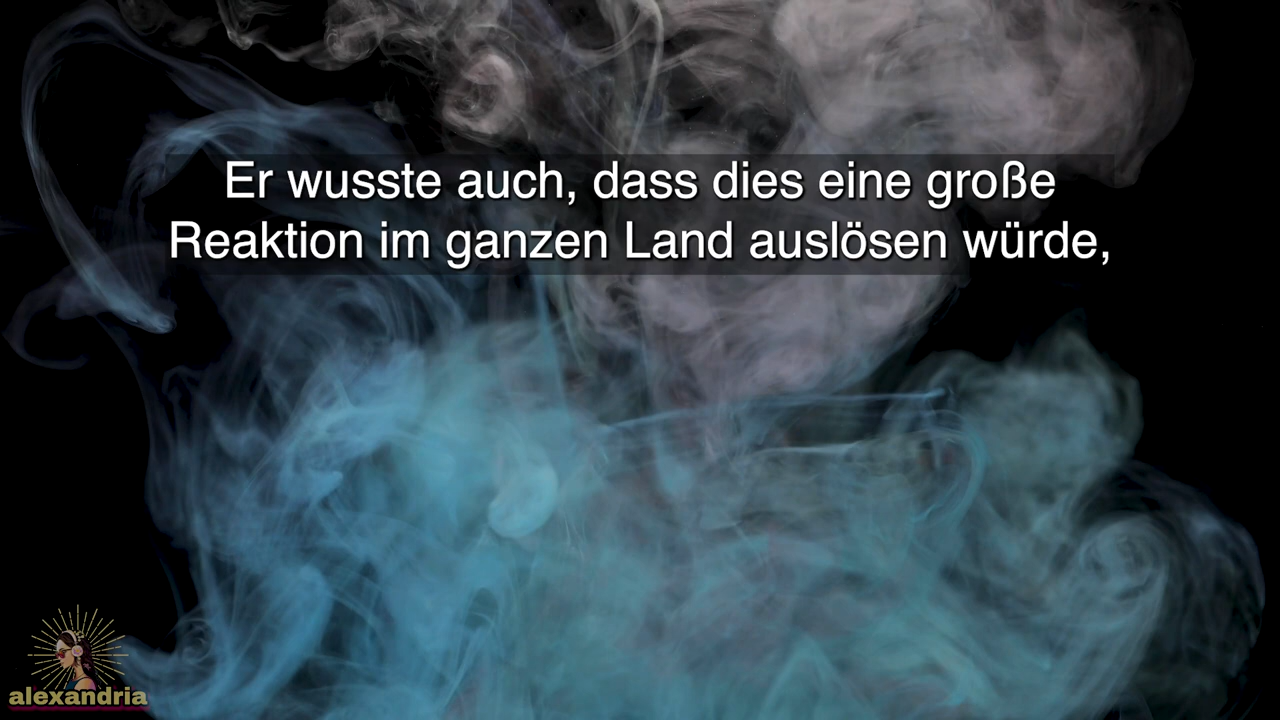 Er wusste auch, dass dies eine große
Reaktion im ganzen Land auslösen würde,
alexandria